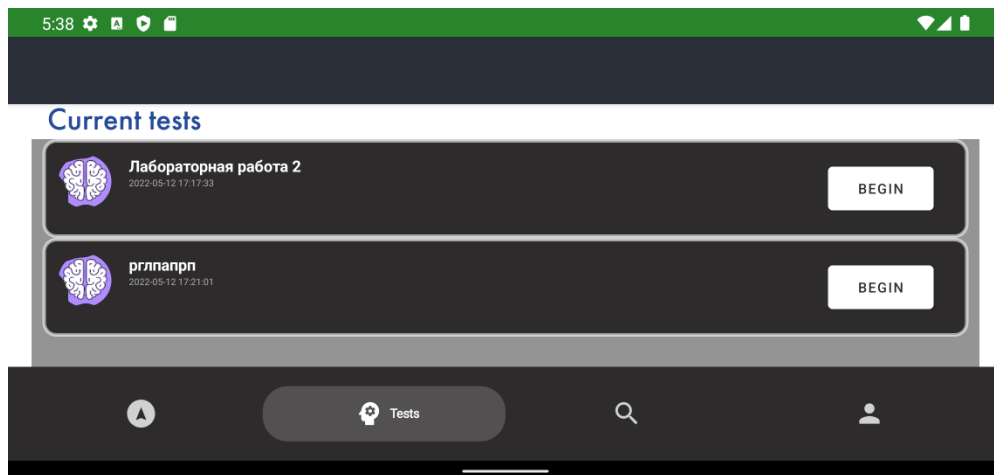 5:38
Current tests
Лабораторная работа 2
2022-05-12 17:17:33
BEGIN
рглпапрп
2022-05-12 17:21:01
BEGIN
Tests